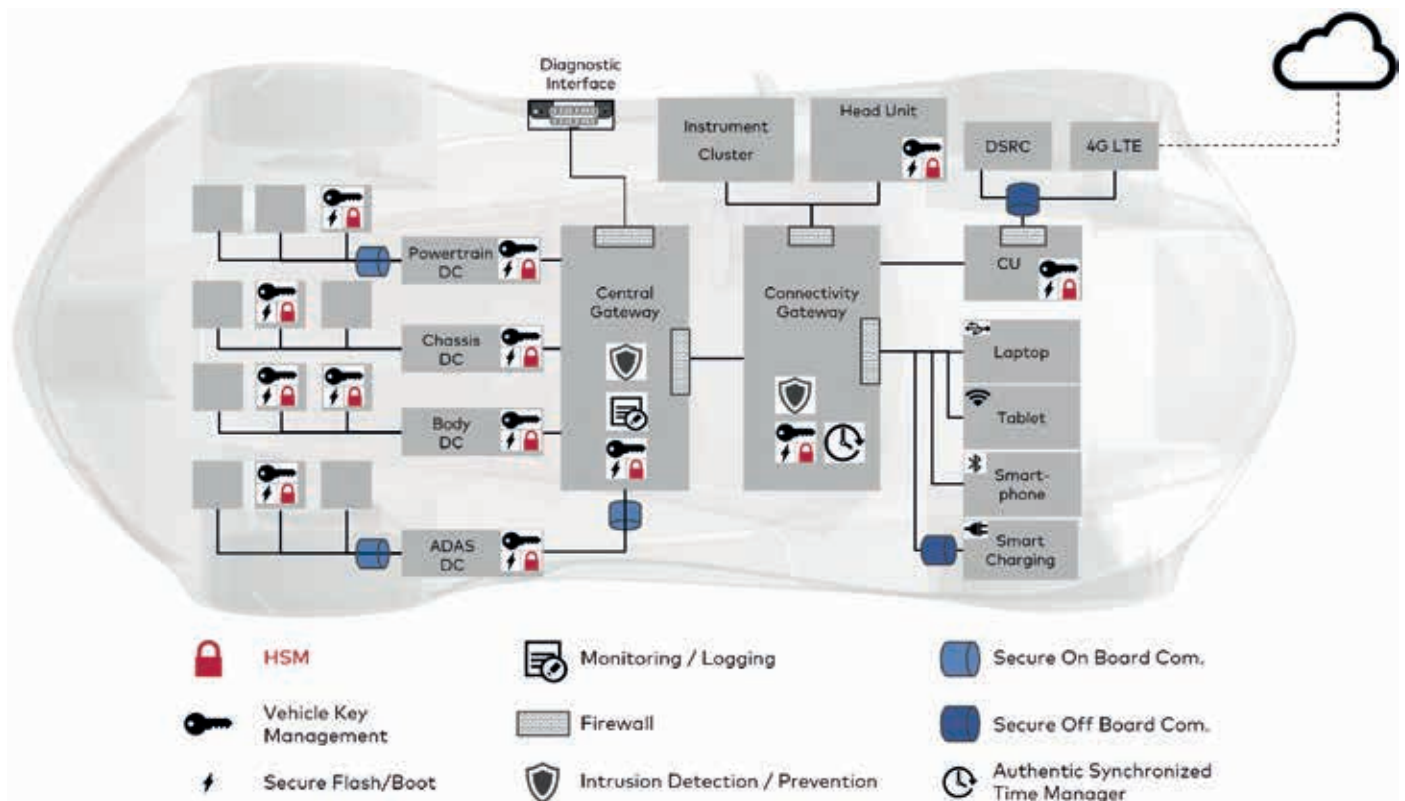 Diagnostic
Interface
Instrument
Cluster
Head Unit
DSRC
4G LTE
Powertrain
DC
Central
Gateway
Connectivity
Gateway
CU
Chassis
DC
Laptop
Body
DC
Tablet
Smart-
phone
ADAS
DC
Smart
Charging
HSM
Monitoring / Logging
Secure On Board Com.
Vehicle Key
Management
Firewall
Secure Off Board Com.
Secure Flash/Boot
Intrusion Detection / Prevention
Authentic Synchronized
Time Manager